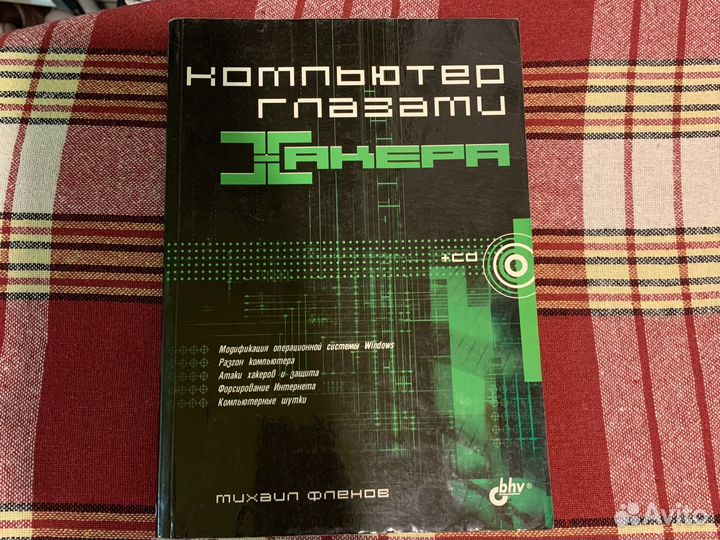 компьютер
глазами
ХАКЕРА
+CD
Модификация операционной системы Windows
Разгон компьютера
Атаки хакеров и защита
Форсирование Интернета
Компьютерные шутки
михаил фленов
bhv®
Avito